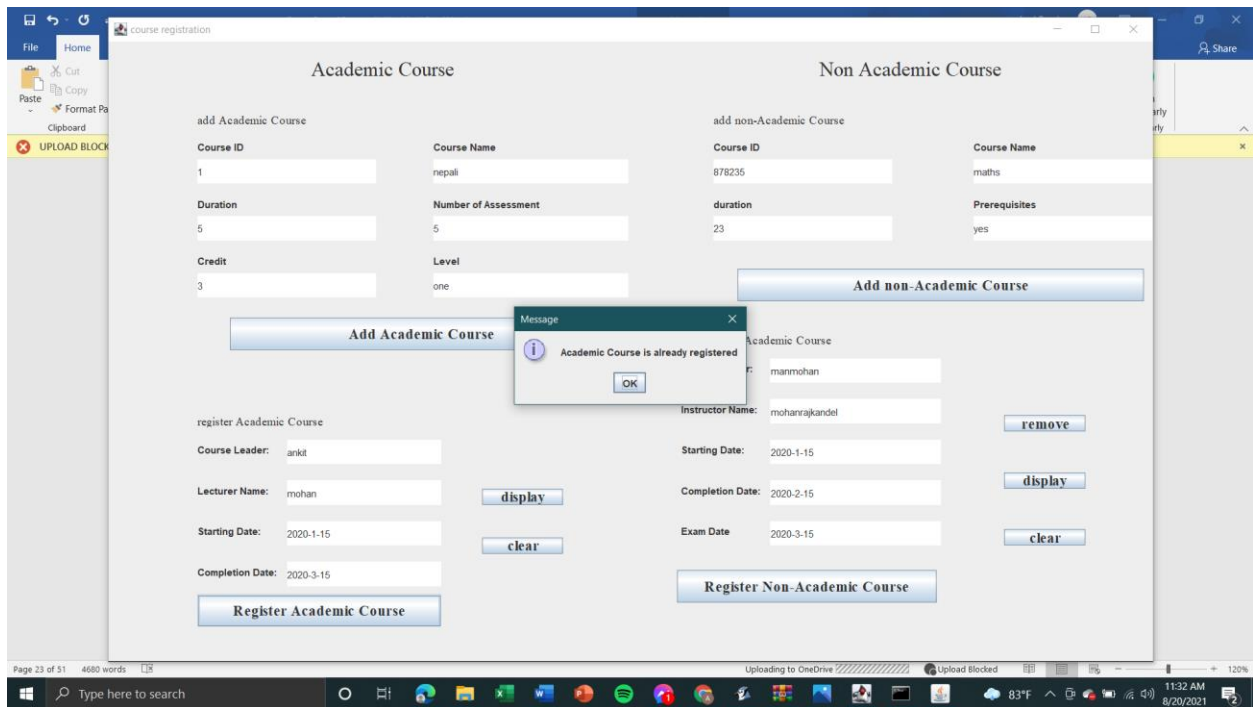 course registration
File Home Share
Cut
Copy
Paste
Format Pa
Clipboard
UPLOAD BLOCK
Academic Course
Non Academic Course
add Academic Course
add non-Academic Course
Course ID
Course Name
Course ID
Course Name
1
nepali
878235
maths
Duration
Number of Assessment
duration
Prerequisites
5
5
23
yes
Credit
Level
3
one
Add non-Academic Course
Add Academic Course
Message
Academic Course is already registered
OK
Academic Course
manmohan
Instructor Name:
mohanrajkandel
remove
register Academic Course
Course Leader:
ankit
Starting Date:
2020-1-15
Lecturer Name:
mohan
display
Completion Date:
2020-2-15
display
Starting Date:
2020-1-15
clear
Exam Date
2020-3-15
clear
Completion Date:
2020-3-15
Register Academic Course
Register Non-Academic Course
Page 23 of 51 4680 words
Uploading to OneDrive
Upload Blocked
120%
Type here to search
83°F
11:32 AM
8/20/2021
2